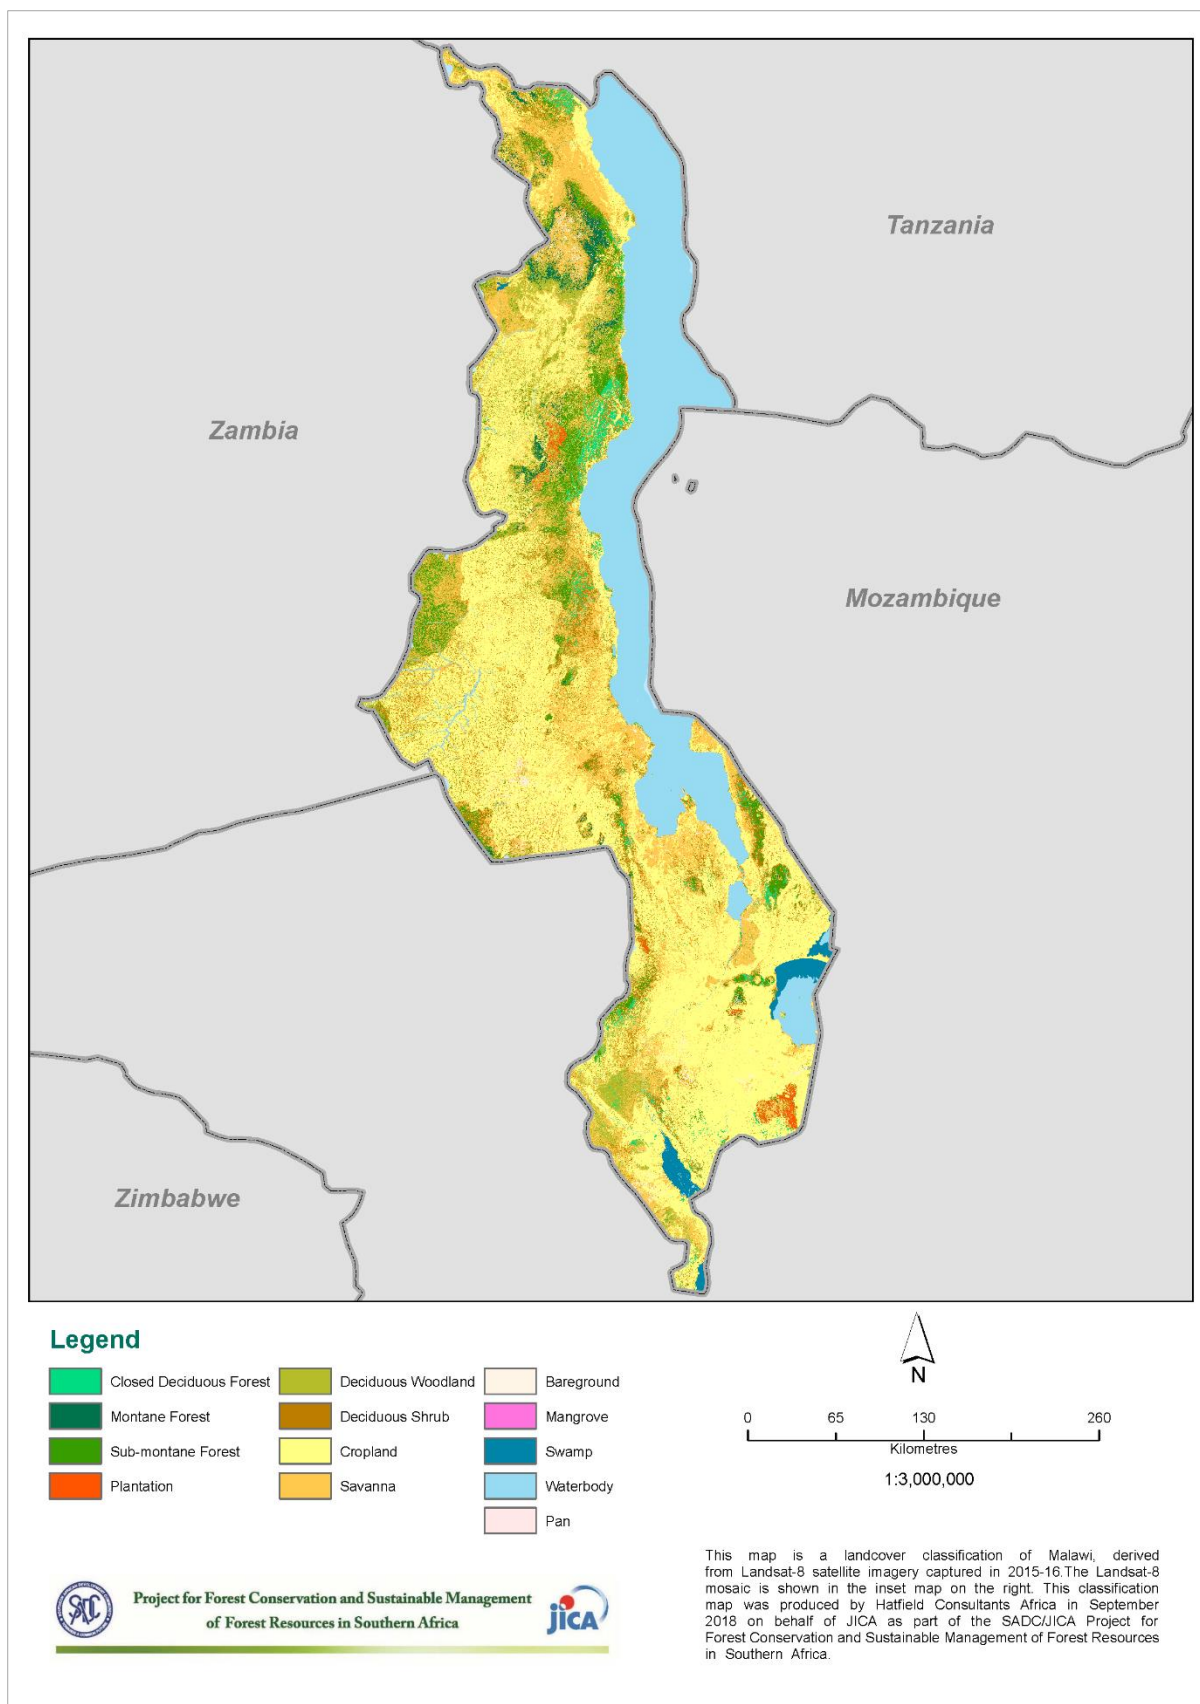 Tanzania
Zambia
Mozambique
Zimbabwe
Legend
Closed Deciduous Forest
Montane Forest
Sub-montane Forest
Plantation
Deciduous Woodland
Deciduous Shrub
Cropland
Savanna
Bareground
Mangrove
Swamp
Waterbody
Pan
N
0 65 130 260
Kilometres
1:3,000,000
This map is a landcover classification of Malawi, derived
from Landsat-8 satellite imagery captured in 2015-16.The Landsat-8
mosaic is shown in the inset map on the right. This classification
map was produced by Hatfield Consultants Africa in September
2018 on behalf of JICA as part of the SADC/JICA Project for
Forest Conservation and Sustainable Management of Forest Resources
in Southern Africa.
SADC
Project for Forest Conservation and Sustainable Management
of Forest Resources in Southern Africa
jICA